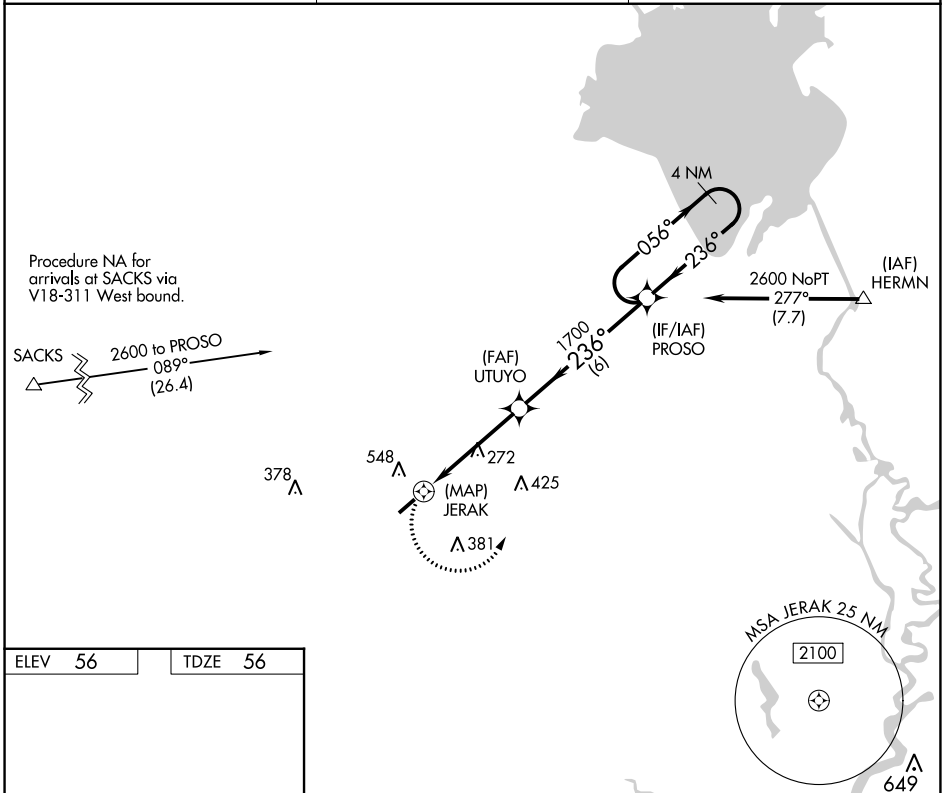 4 NM
056°
236°
Procedure NA for
arrivals at SACKS via
V18-311 West bound.
2600 NoPT
277°
(7.7)
(IAF)
HERMN
(IF/IAF)
PROSO
1700
236°
(6)
SACKS
2600 to PROSO
089°
(26.4)
(FAF)
UTUYO
548
272
378
425
(MAP)
JERAK
381
MSA JERAK 25 NM
2100
ELEV 56
TDZE 56
649